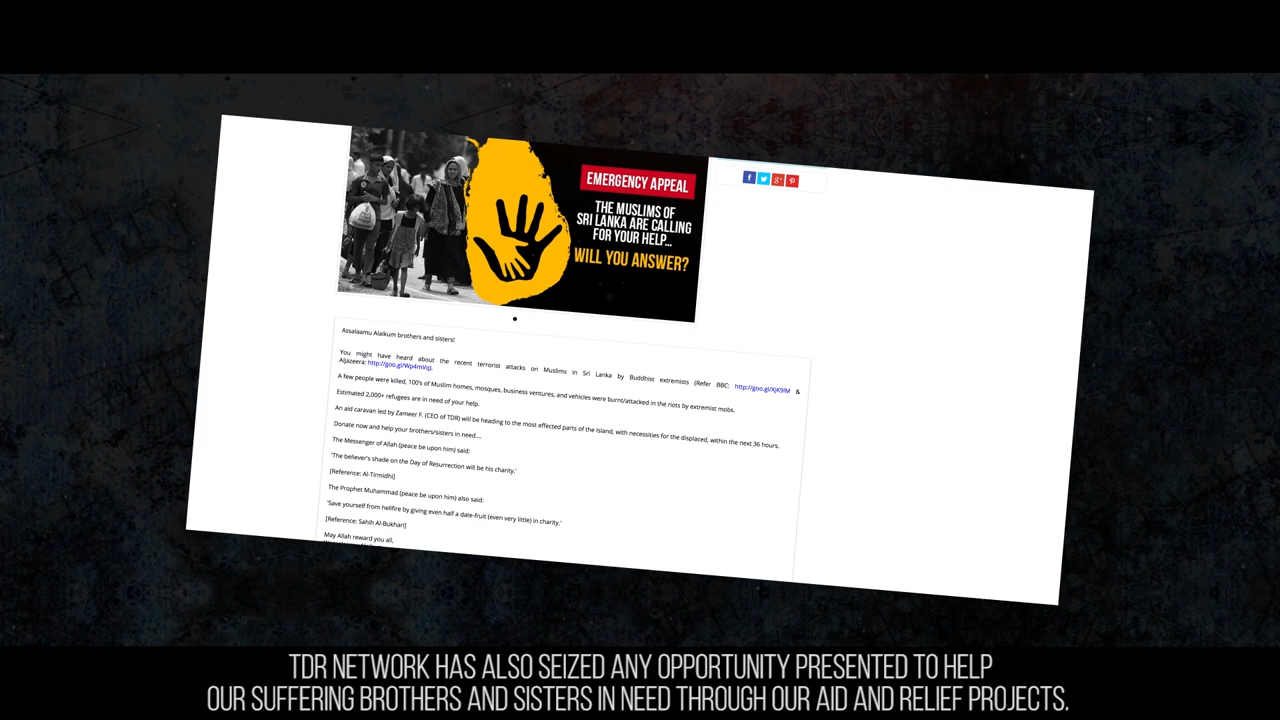 EMERGENCY APPEAL
THE MUSLIMS OF
SRI LANKA ARE CALLING
FOR YOUR HELP...
WILL YOU ANSWER?
Assalaamu Alaikum brothers and sisters!
You might have heard about the recent terrorist attacks on Muslims in Sri Lanka by Buddhist extremists (Refer BBC: http://goo.gl/XjK9lM &
Aljazeera: http://goo.gl/Wp4mVq).
A few people were killed, 100's of Muslim homes, mosques, business ventures, and vehicles were burnt/attacked in the riots by extremist mobs.
Estimated 2,000+ refugees are in need of your help.
An aid caravan led by Zameer F. (CEO of TDR) will be heading to the most effected parts of the Island, with necessities for the displaced, within the next 36 hours.
Donate now and help your brothers/sisters in need....
The Messenger of Allah (peace be upon him) said:
'The believer's shade on the Day of Resurrection will be his charity.'
[Reference: Al-Tirmidhi]
The Prophet Muhammad (peace be upon him) also said:
'Save yourself from hellfire by giving even half a date-fruit (even very little) in charity.'
[Reference: Sahih Al-Bukhari]
May Allah reward you all,
TDR NETWORK HAS ALSO SEIZED ANY OPPORTUNITY PRESENTED TO HELP
OUR SUFFERING BROTHERS AND SISTERS IN NEED THROUGH OUR AID AND RELIEF PROJECTS.